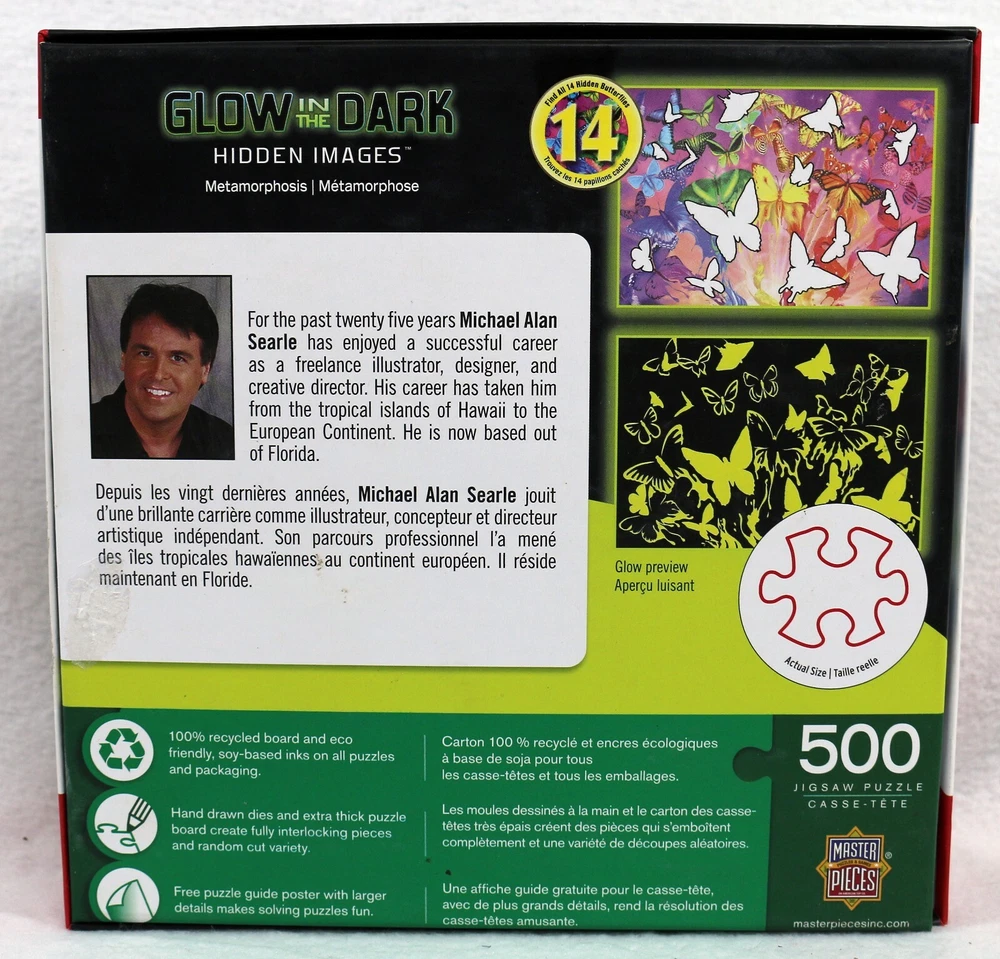 GLOW IN THE DARK
HIDDEN IMAGES™
Metamorphosis | Métamorphose
Find All 14 Hidden Butterflies
14
Trouvez les 14 papillons cachés
For the past twenty five years Michael Alan
Searle has enjoyed a successful career
as a freelance illustrator, designer, and
creative director. His career has taken him
from the tropical islands of Hawaii to the
European Continent. He is now based out
of Florida.
Depuis les vingt dernières années, Michael Alan Searle jouit
d'une brillante carrière comme illustrateur, concepteur et directeur
artistique indépendant. Son parcours professionnel l'a mené
des îles tropicales hawaïennes au continent européen. Il réside
maintenant en Floride.
Glow preview
Aperçu luisant
Actual Size | Taille reelle
100% recycled board and eco
friendly, soy-based inks on all puzzles
and packaging.
Carton 100 % recyclé et encres écologiques
à base de soja pour tous
les casse-têtes et tous les emballages.
Hand drawn dies and extra thick puzzle
board create fully interlocking pieces
and random cut variety.
Les moules dessinés à la main et le carton des casse-
têtes très épais créent des pièces qui s'emboîtent
complètement et une variété de découpes aléatoires.
Free puzzle guide poster with larger
details makes solving puzzles fun.
Une affiche guide gratuite pour le casse-tête,
avec de plus grands détails, rend la résolution des
casse-têtes amusante.
500
JIGSAW PUZZLE
CASSE-TÊTE
MASTER
PIECES®
masterpiecesinc.com